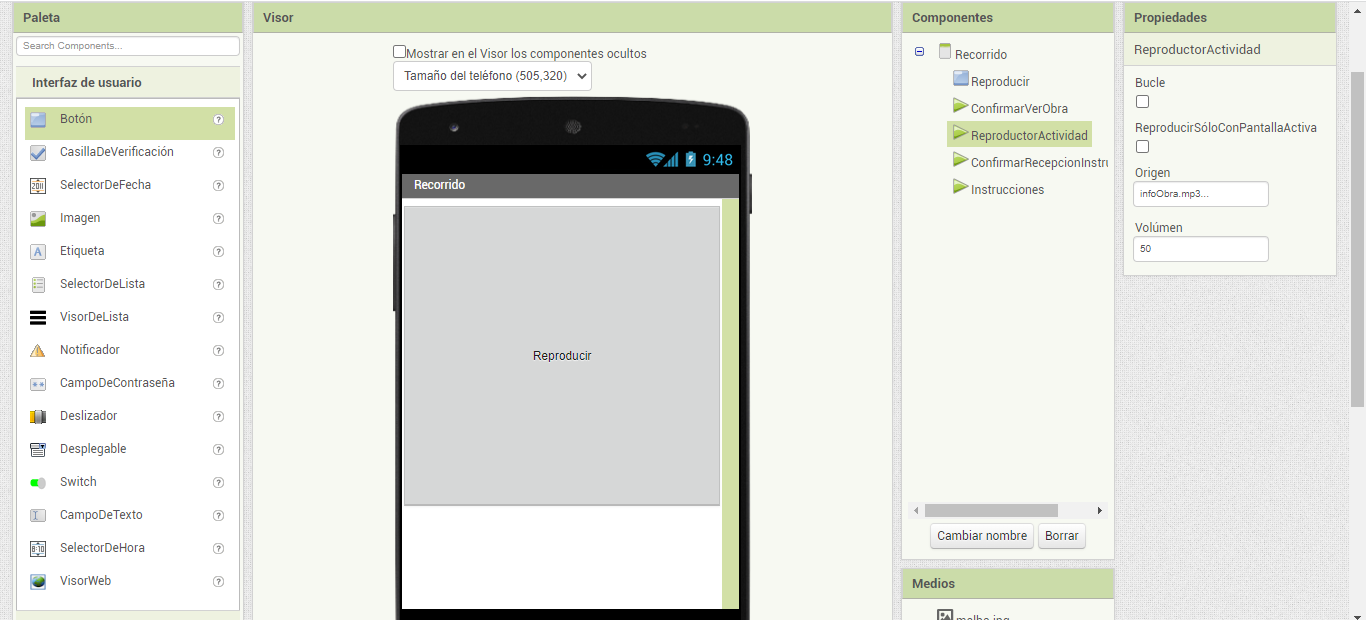 Paleta
Search Components...
Interfaz de usuario
Botón
?
CasillaDeVerificación
?
SelectorDeFecha
?
Imagen
?
Etiqueta
?
SelectorDeLista
?
VisorDeLista
?
Notificador
?
CampoDeContraseña
?
Deslizador
?
Desplegable
?
Switch
?
CampoDeTexto
?
SelectorDeHora
?
VisorWeb
?
Visor
Mostrar en el Visor los componentes ocultos
Tamaño del teléfono (505,320)
9:48
Recorrido
Reproducir
Componentes
Recorrido
Reproducir
ConfirmarVerObra
ReproductorActividad
ConfirmarRecepcionInstru
Instrucciones
Cambiar nombre
Borrar
Medios
Propiedades
ReproductorActividad
Bucle
ReproducirSóloConPantallaActiva
Origen
infoObra.mp3...
Volúmen
50